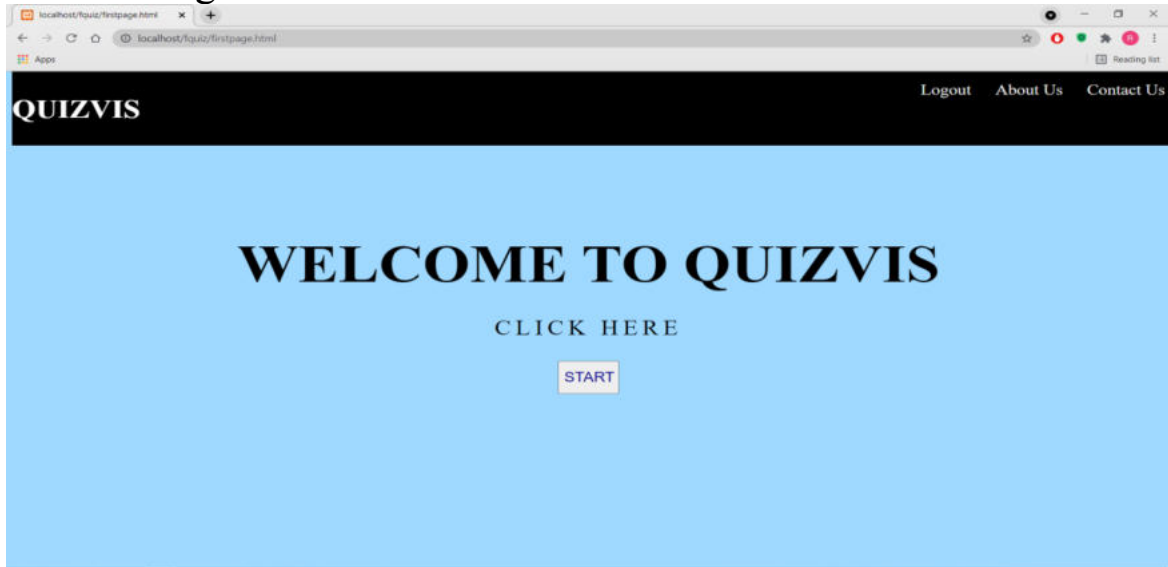 localhost/fquiz/firstpage.html
localhost/fquiz/firstpage.html
Apps
Reading list
QUIZVIS
Logout About Us Contact Us
WELCOME TO QUIZVIS
CLICK HERE
START